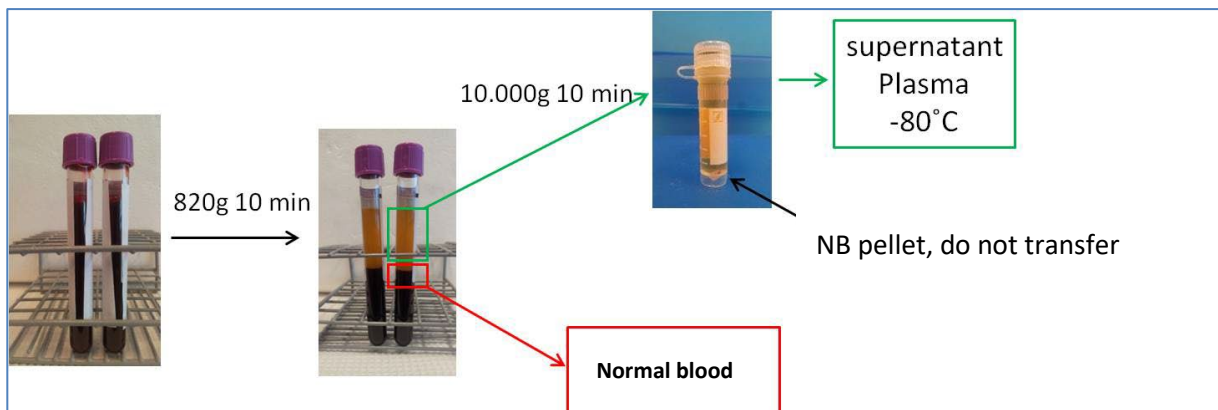 820g 10 min
10.000g 10 min
supernatant
Plasma
-80˚C
NB pellet, do not transfer
Normal blood